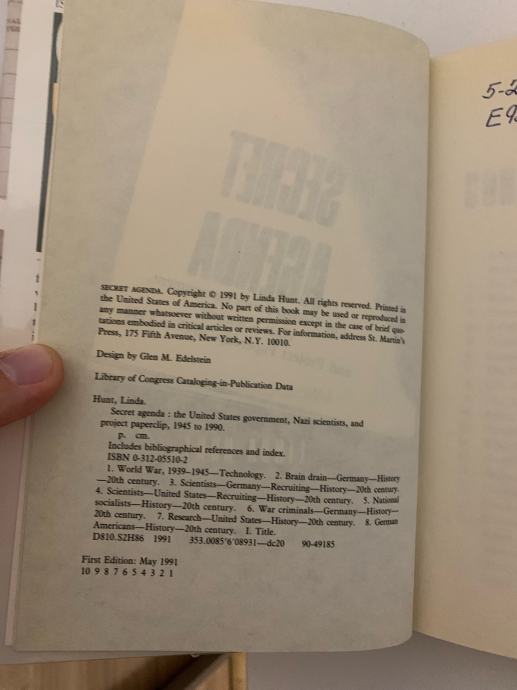 SECRET AGENDA. Copyright © 1991 by Linda Hunt. All rights reserved. Printed in
the United States of America. No part of this book may be used or reproduced in
any manner whatsoever without written permission except in the case of brief quo-
tations embodied in critical articles or reviews. For information, address St. Martin's
Press, 175 Fifth Avenue, New York, N.Y. 10010.
Design by Glen M. Edelstein
Library of Congress Cataloging-in-Publication Data
Hunt, Linda.
Secret agenda : the United States government, Nazi scientists, and
project paperclip, 1945 to 1990.
p. cm.
Includes bibliographical references and index.
ISBN 0-312-05510-2
1. World War, 1939–1945—Technology. 2. Brain drain—Germany—History
—20th century. 3. Scientists—Germany—Recruiting—History—20th century.
4. Scientists—United States—Recruiting—History—20th century. 5. National
socialists—History—20th century. 6. War criminals—Germany—History—
20th century. 7. Research—United States—History—20th century. 8. German
Americans—History—20th century. I. Title.
D810.S2H86 1991 353.0085'6'08931—dc20 90-49185
First Edition: May 1991
10 9 8 7 6 5 4 3 2 1
SECRET
AGENDA